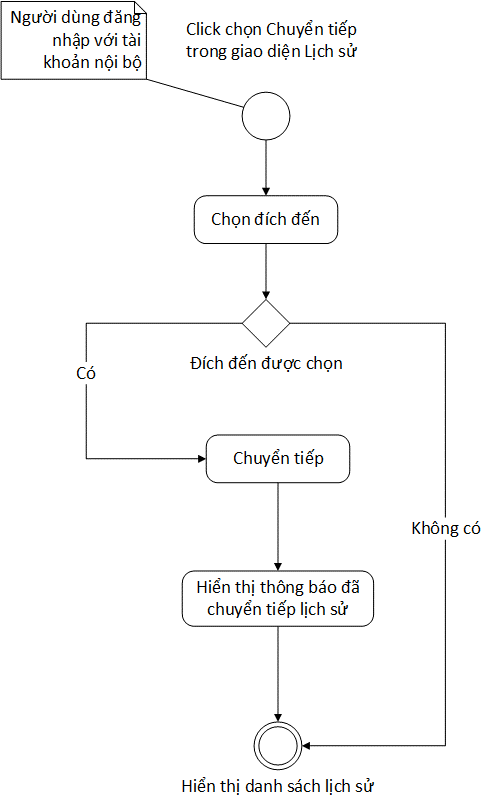 Người dùng đăng
nhập với tài
khoản nội bộ
Click chọn Chuyển tiếp
trong giao diện Lịch sử
Chọn đích đến
Đích đến được chọn
Có
Chuyển tiếp
Không có
Hiển thị thông báo đã
chuyển tiếp lịch sử
Hiển thị danh sách lịch sử